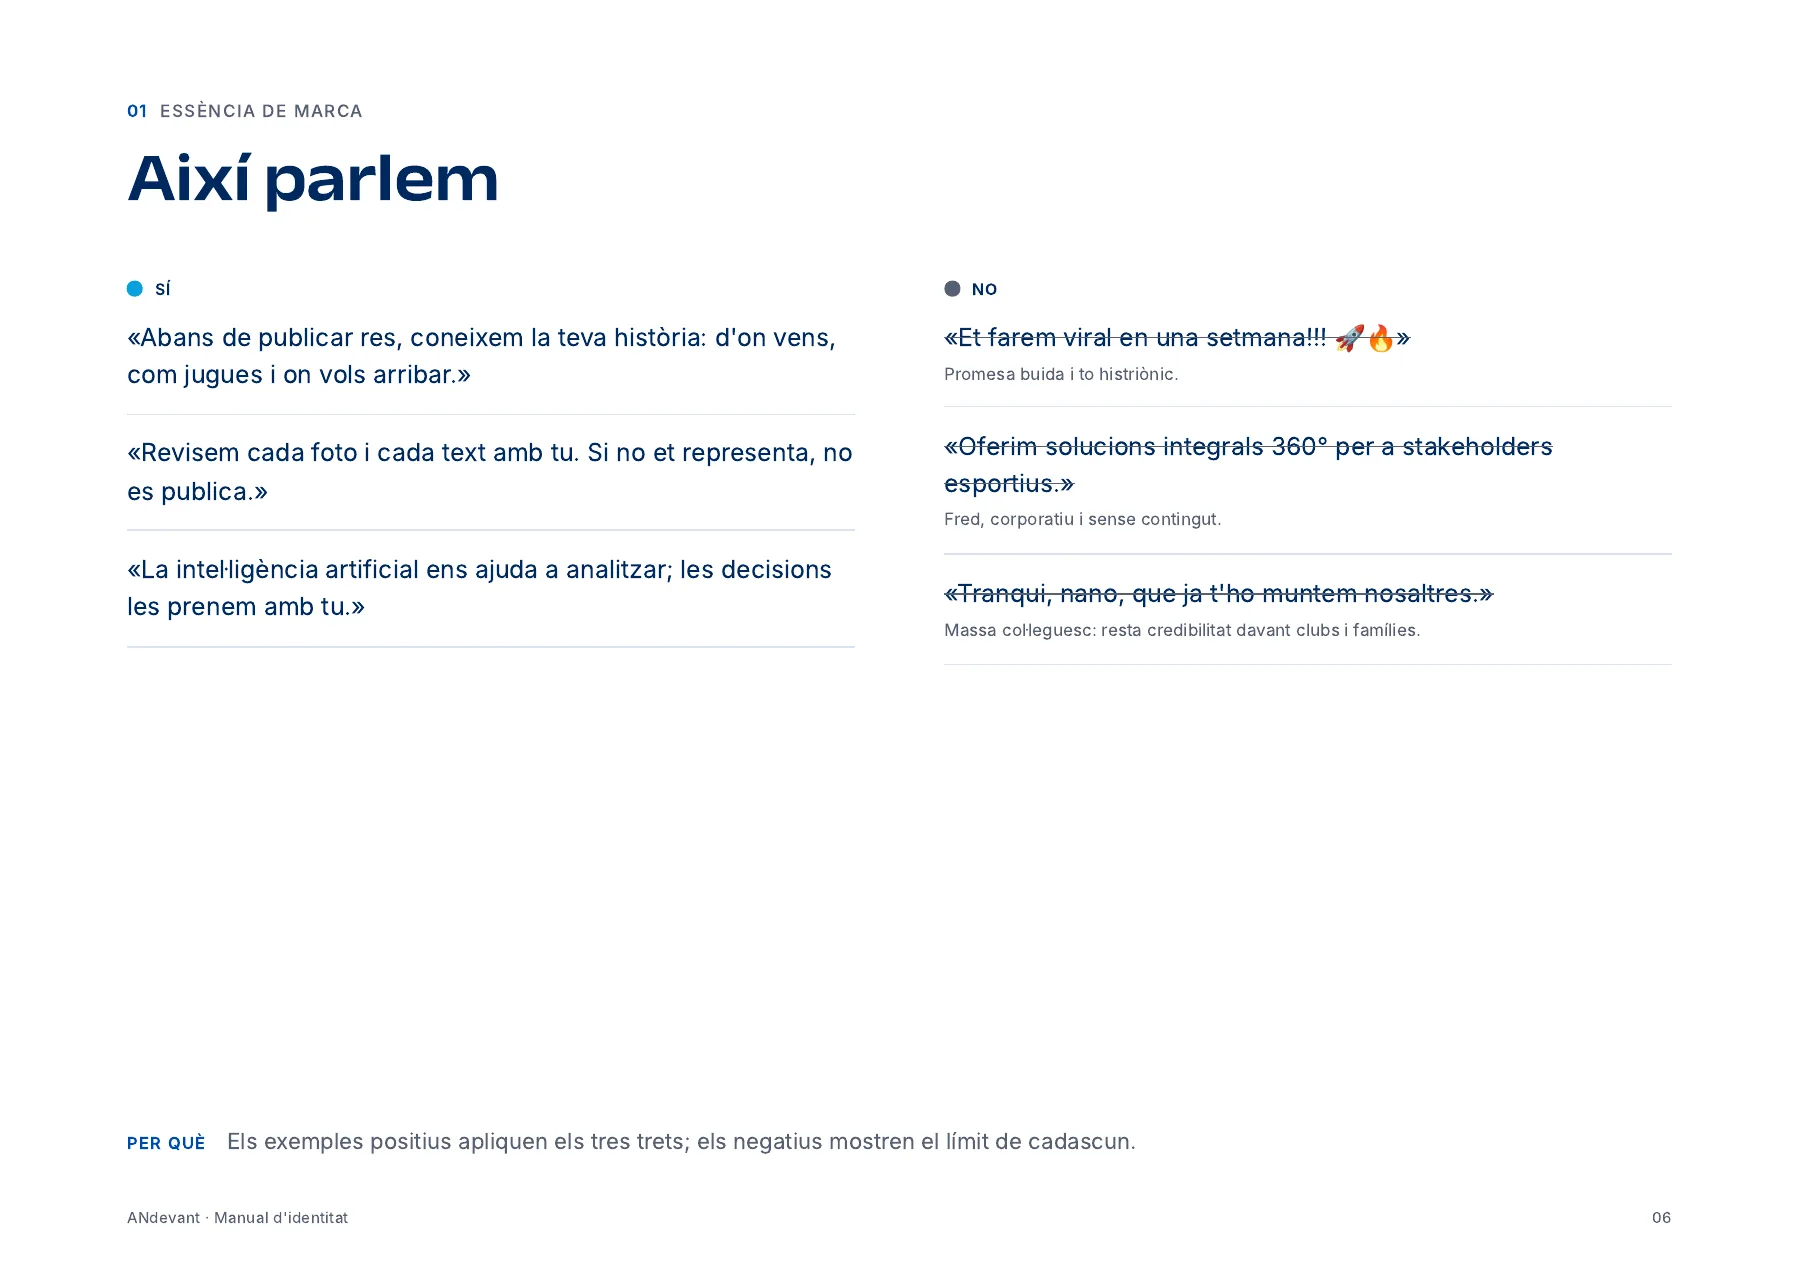 01 ESSÈNCIA DE MARCA
Així parlem
SÍ
«Abans de publicar res, coneixem la teva història: d'on vens,
com jugues i on vols arribar.»
«Revisem cada foto i cada text amb tu. Si no et representa, no
es publica.»
«La intel·ligència artificial ens ajuda a analitzar; les decisions
les prenem amb tu.»
NO
«Et farem viral en una setmana!!! 🚀🔥»
Promesa buida i to histriònic.
«Oferim solucions integrals 360° per a stakeholders
esportius.»
Fred, corporatiu i sense contingut.
«Tranqui, nano, que ja t'ho muntem nosaltres.»
Massa col·leguesc: resta credibilitat davant clubs i famílies.
PER QUÈ Els exemples positius apliquen els tres trets; els negatius mostren el límit de cadascun.
ANdevant · Manual d'identitat
06